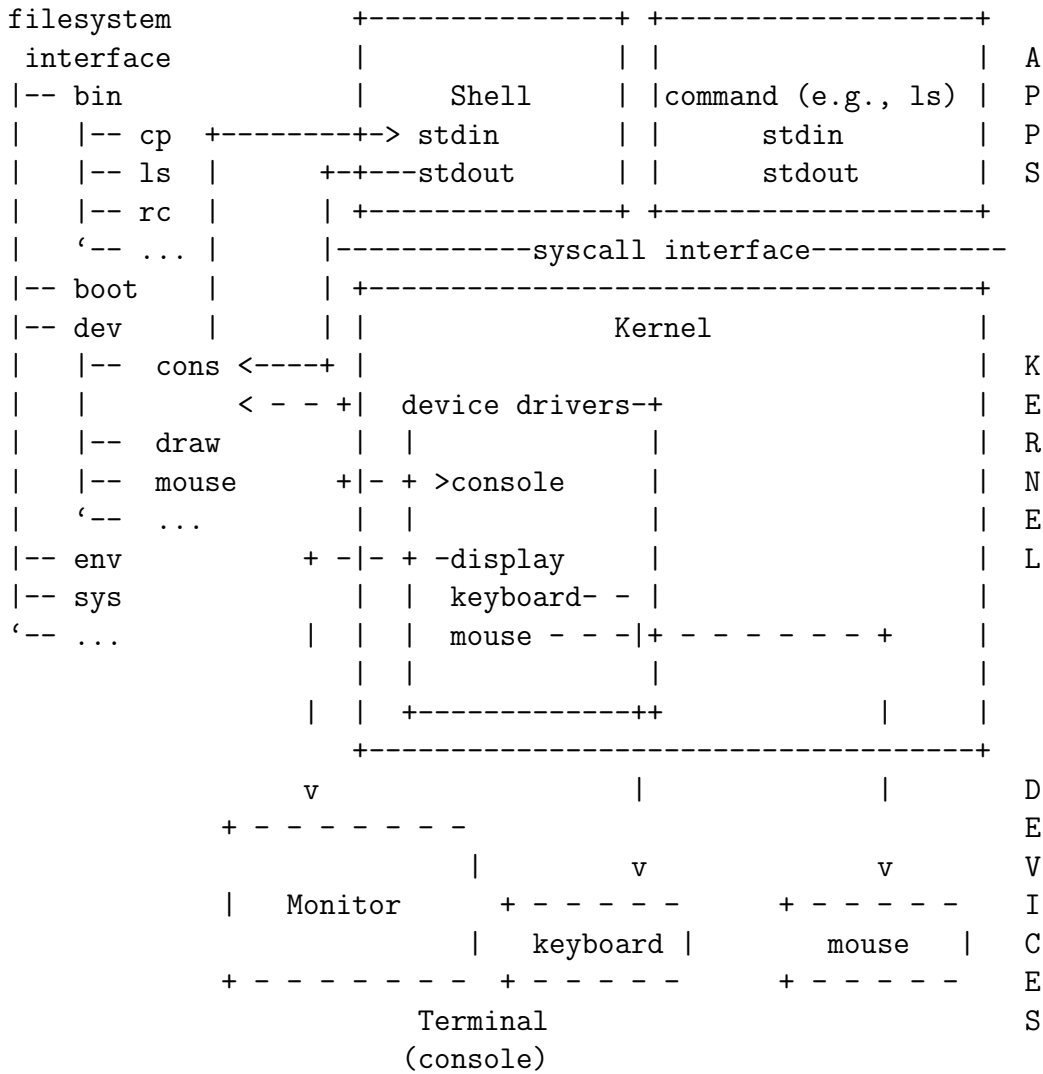 filesystem                 +---------------+ +-------------------+
 interface                 |               | |                   |  A
|-- bin                    |     Shell     | |command (e.g., ls) |  P
|   |-- cp  +--------+-> stdin       | |      stdin        |  P
|   |-- ls  |      +-+---stdout      | |      stdout       |  S
|   |-- rc  |      | +---------------+ +-------------------+
|   ‘-- ... |      |------------syscall interface------------
|-- boot    |      | +-------------------------------------+
|-- dev     |      | |               Kernel                |
|   |--  cons <----+ |                                     |  K
|   |         < - - +|  device drivers-+                   |  E
|   |--  draw        |  |              |                   |  R
|   |--  mouse      +|- + >console     |                   |  N
|   ‘--  ...         |  |              |                   |  E
|-- env           + -|- + -display     |                   |  L
|-- sys              |  |  keyboard- - |                   |
‘-- ...           |  |  |  mouse - - -|+ - - - - - - - +     |
                     |  |              |                   |
                  |  |  +-------------++             |     |
                     +-------------------------------------+
                  v                   |              |     D
             + - - - - - - - -                             E
                            |         v              v     V
             |   Monitor      + - - - - - -      + - - - - - -  I
                            |   keyboard |        mouse   |  C
             + - - - - - - - - + - - - - - -      + - - - - - -  E
                         Terminal                          S
                        (console)